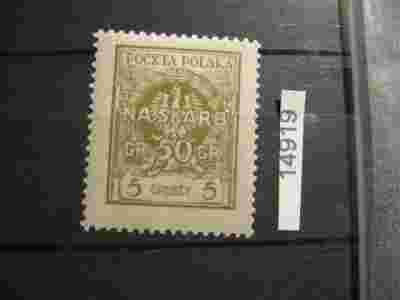 POCZTA POLSKA
NA SKARB
GR 50 GR
5 Groszy 5
14919